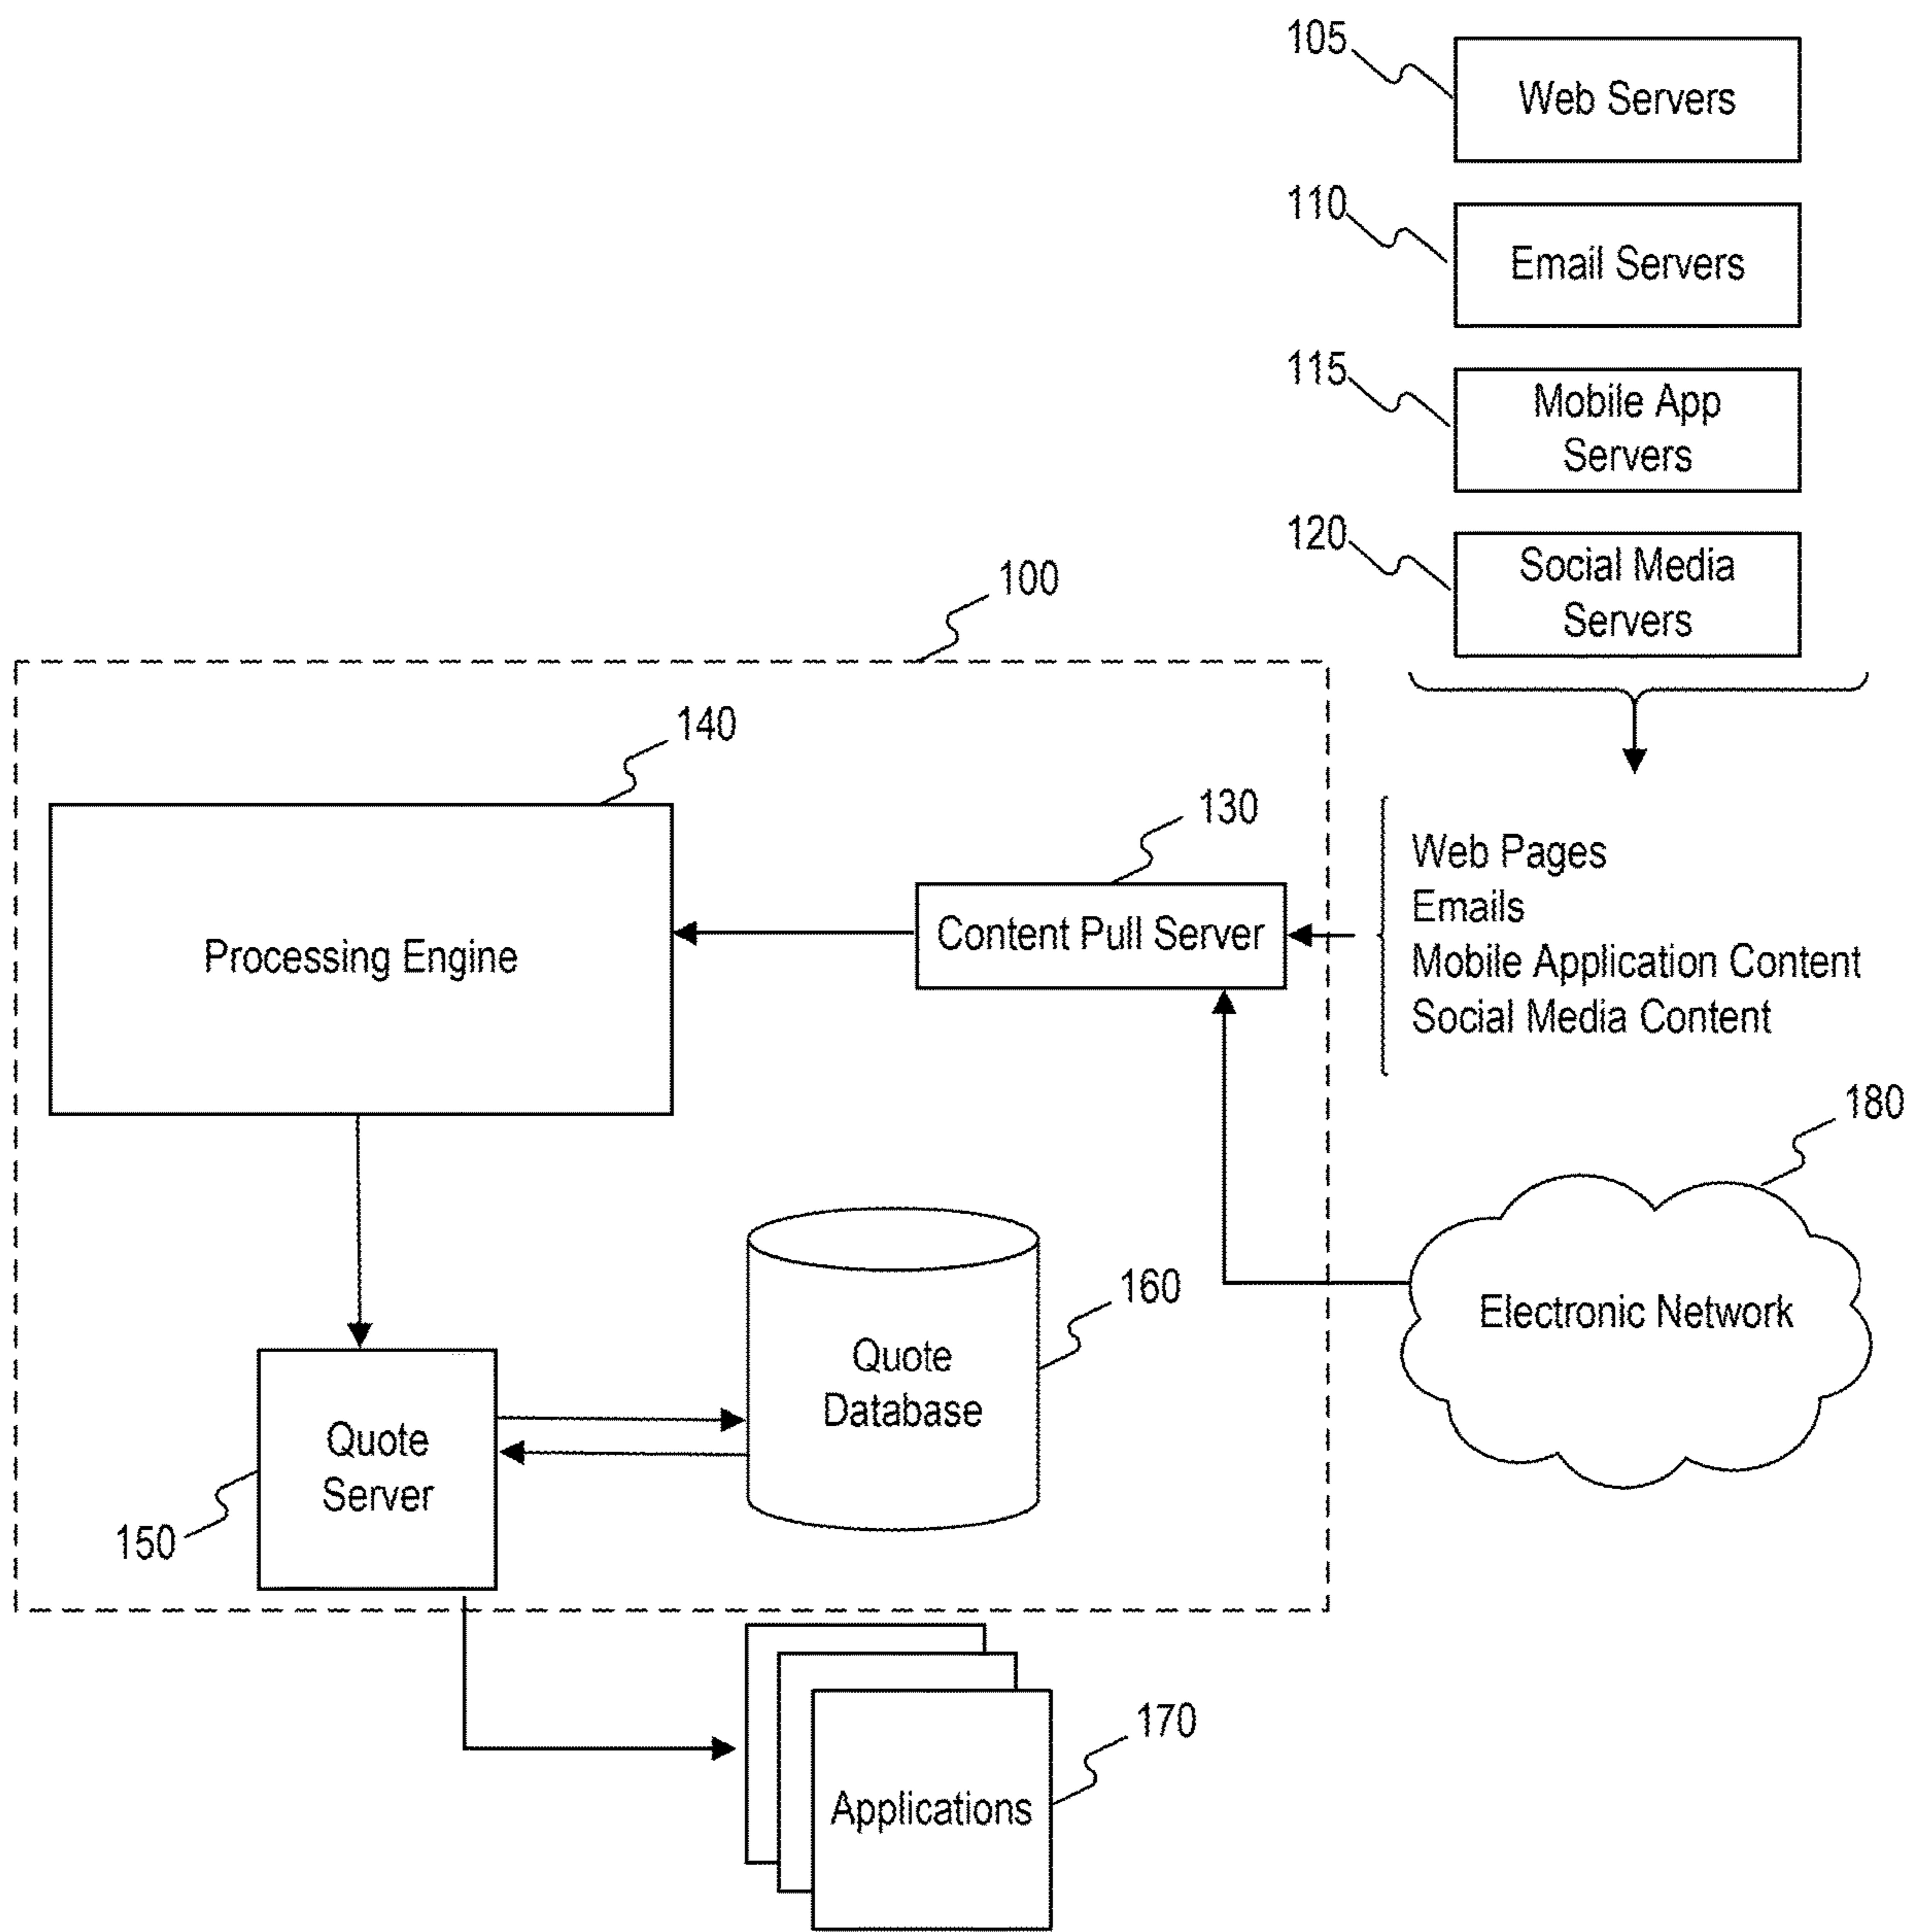 105
Web Servers
110
Email Servers
115
Mobile App
Servers
120
Social Media
Servers
100
140
Processing Engine
130
Content Pull Server
Web Pages
Emails
Mobile Application Content
Social Media Content
180
Electronic Network
160
Quote
Database
Quote
Server
150
170
Applications